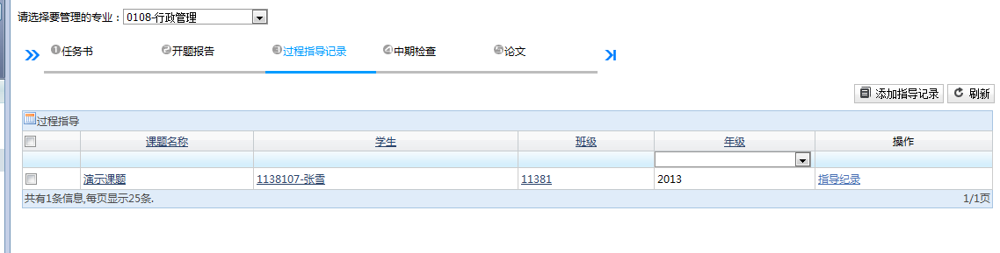 请选择要管理的专业：0108-行政管理
❶任务书 ❷开题报告 ❸过程指导记录 ❹中期检查 ❺论文
添加指导记录 刷新
过程指导
课题名称 学生 班级 年级 操作
演示课题 1138107-张雪 11381 2013 指导纪录
共有1条信息,每页显示25条. 1/1页